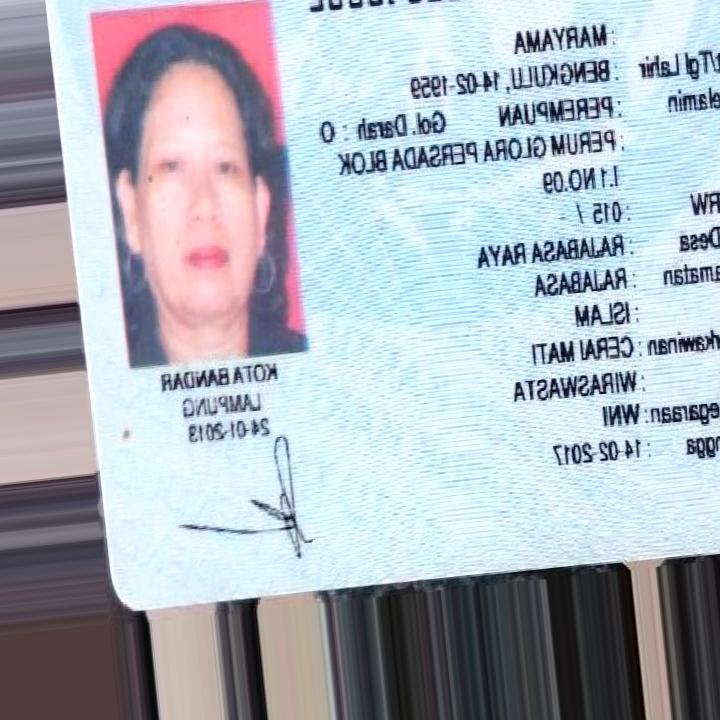 : MARYAMA
t/Tgl Lahir : BENGKULU, 14-02-1959
elamin : PEREMPUAN Gol. Darah : O
: PERUM GLORA PERSADA BLOK
I.1 NO.09
RW : 015 / -
Desa : RAJABASA RAYA
amatan : RAJABASA
: ISLAM
rkawinan : CERAI MATI
: WIRASWASTA
egaraan : WNI
ngga : 14-02-2017
KOTA BANDAR
LAMPUNG
24-01-2013